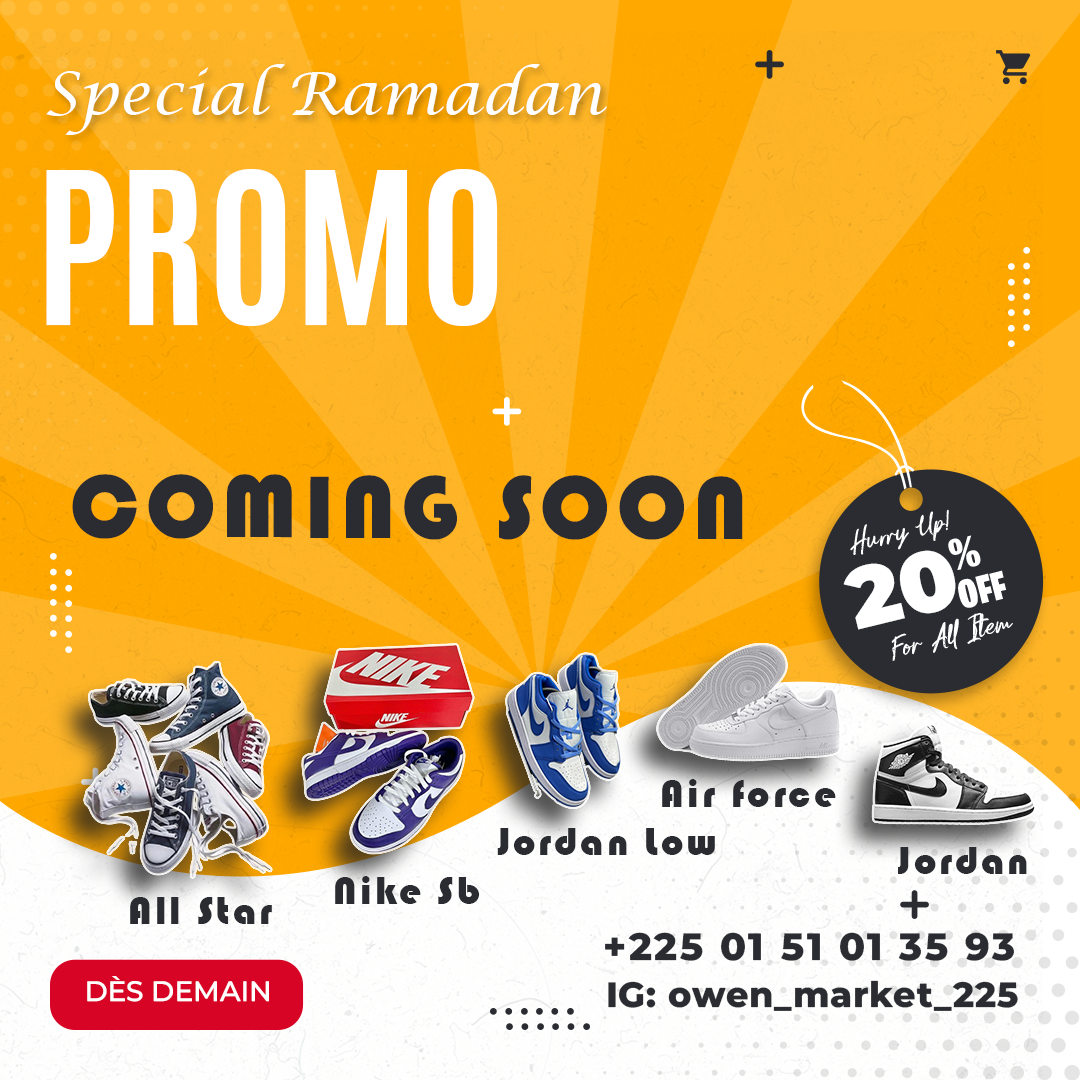 Special Ramadan
PROMO
COMING SOON
Hurry Up!
20% OFF
For All Item
NIKE
NIKE
Air force
Jordan Low
Jordan
Nike Sb
All Star
+225 01 51 01 35 93
IG: owen_market_225
DÈS DEMAIN